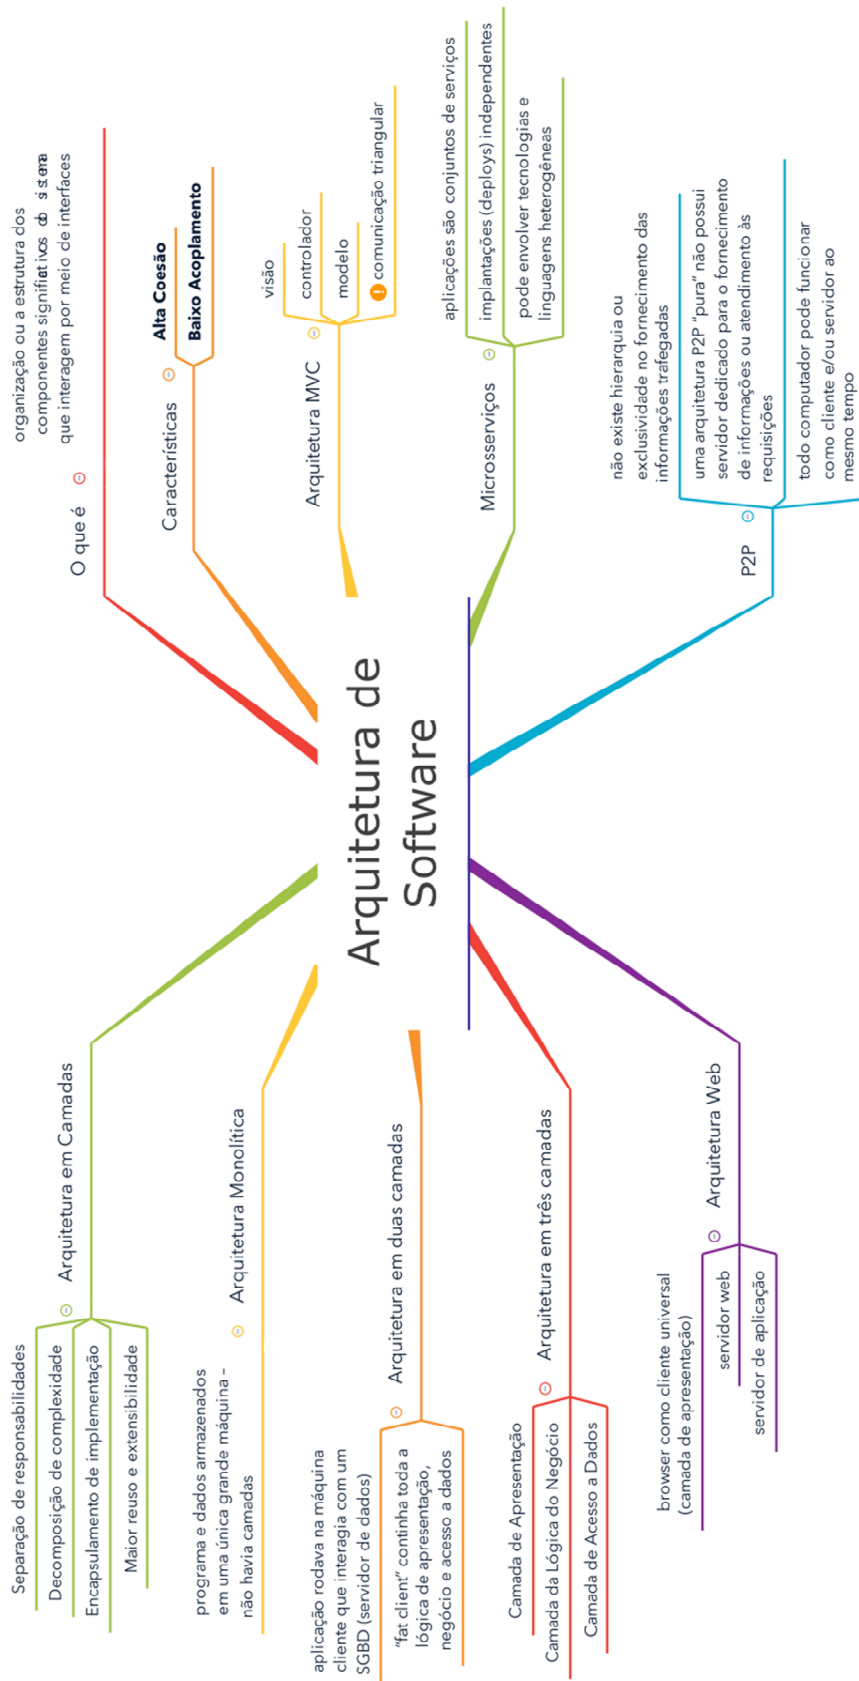 Arquitetura de
Software
O que é
organização ou a estrutura dos
componentes signifiativos do sistema
que interagem por meio de interfaces
Características
Alta Coesão
Baixo Acoplamento
Arquitetura MVC
visão
controlador
modelo
! comunicação triangular
Microsserviços
aplicações são conjuntos de serviços
implantações (deploys) independentes
pode envolver tecnologias e
linguagens heterogêneas
P2P
não existe hierarquia ou
exclusividade no fornecimento das
informações trafegadas
uma arquitetura P2P "pura" não possui
servidor dedicado para o fornecimento
de informações ou atendimento às
requisições
todo computador pode funcionar
como cliente e/ou servidor ao
mesmo tempo
Arquitetura em Camadas
Separação de responsabilidades
Decomposição de complexidade
Encapsulamento de implementação
Maior reuso e extensibilidade
Arquitetura Monolítica
programa e dados armazenados
em uma única grande máquina –
não havia camadas
Arquitetura em duas camadas
aplicação rodava na máquina
cliente que interagia com um
SGBD (servidor de dados)
"fat client" continha toda a
lógica de apresentação,
negócio e acesso a dados
Arquitetura em três camadas
Camada de Apresentação
Camada da Lógica do Negócio
Camada de Acesso a Dados
Arquitetura Web
browser como cliente universal
(camada de apresentação)
servidor web
servidor de aplicação